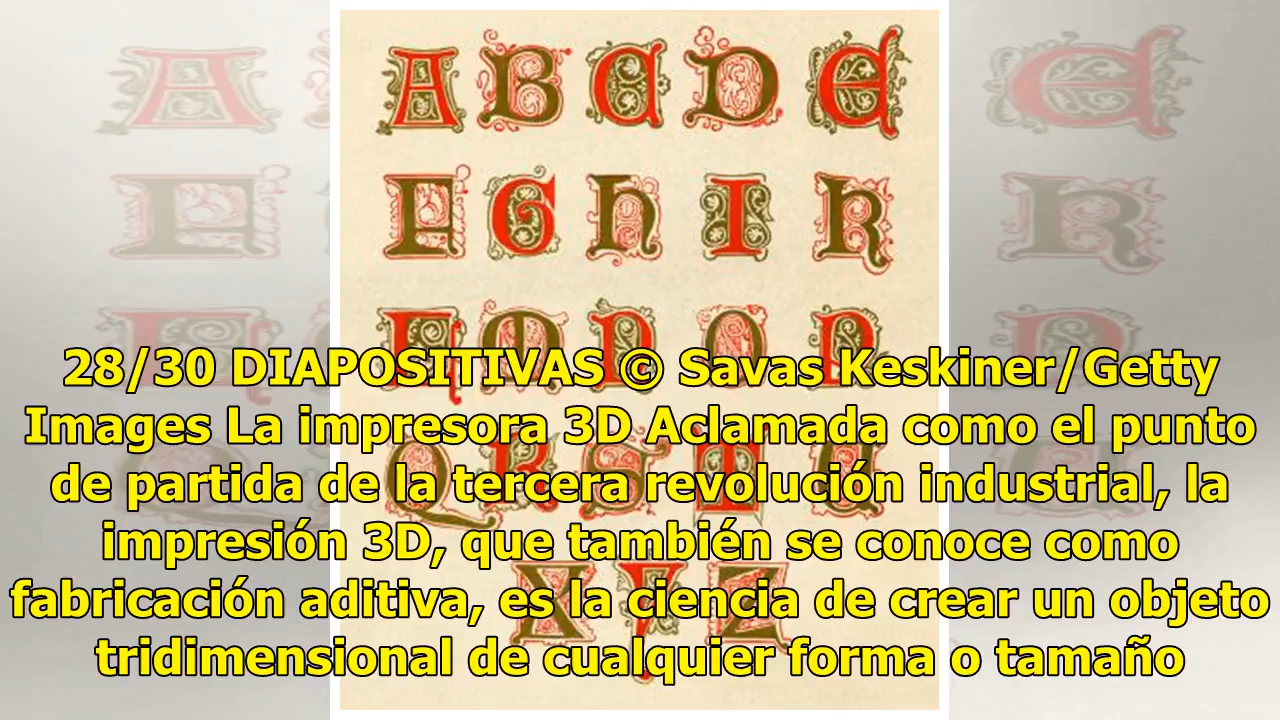 A B C D E
F G H I K
L M N O P
Q R S T U
X Y Z
28/30 DIAPOSITIVAS © Savas Keskiner/Getty
Images La impresora 3D Aclamada como el punto
de partida de la tercera revolución industrial, la
impresión 3D, que también se conoce como
fabricación aditiva, es la ciencia de crear un objeto
tridimensional de cualquier forma o tamaño